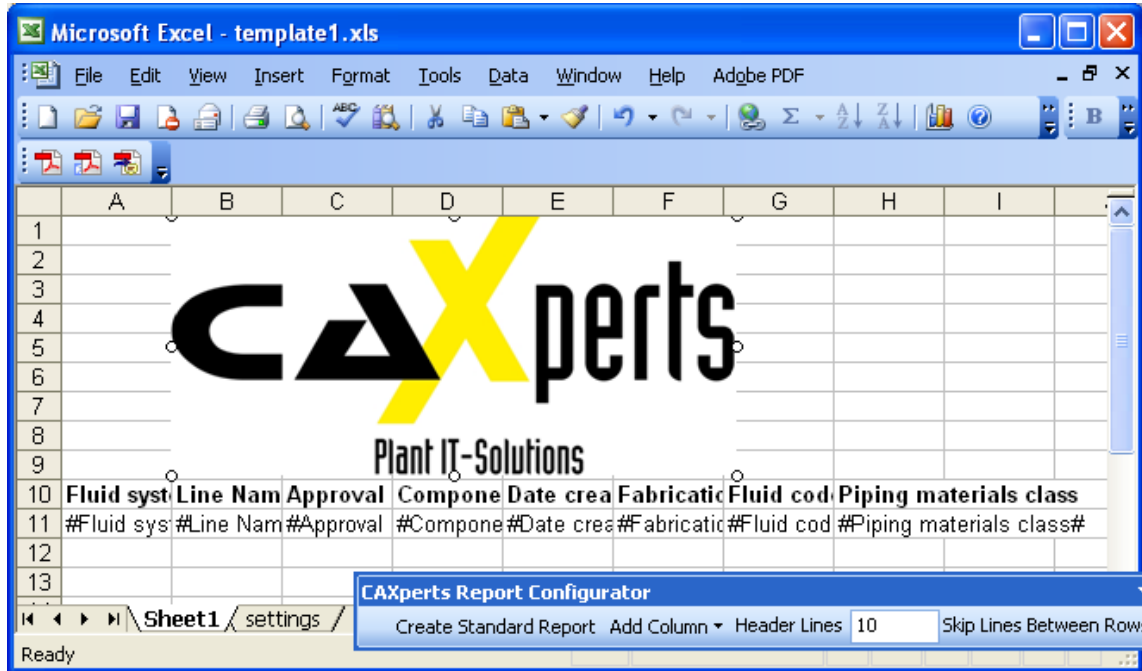 Microsoft Excel - template1.xls
File Edit View Insert Format Tools Data Window Help Adobe PDF
ABC Σ A Z Z A B
A B C D E F G H I
1
2
3
4
5
6
7
8
9
CAXperts
Plant IT-Solutions
10 Fluid syst Line Nam Approval Compone Date crea Fabricatic Fluid cod Piping materials class
11 #Fluid sys #Line Nam #Approval #Compone #Date crea #Fabricatic #Fluid cod #Piping materials class#
12
13
CAXperts Report Configurator
Sheet1 settings
Create Standard Report Add Column Header Lines 10 Skip Lines Between Row
Ready